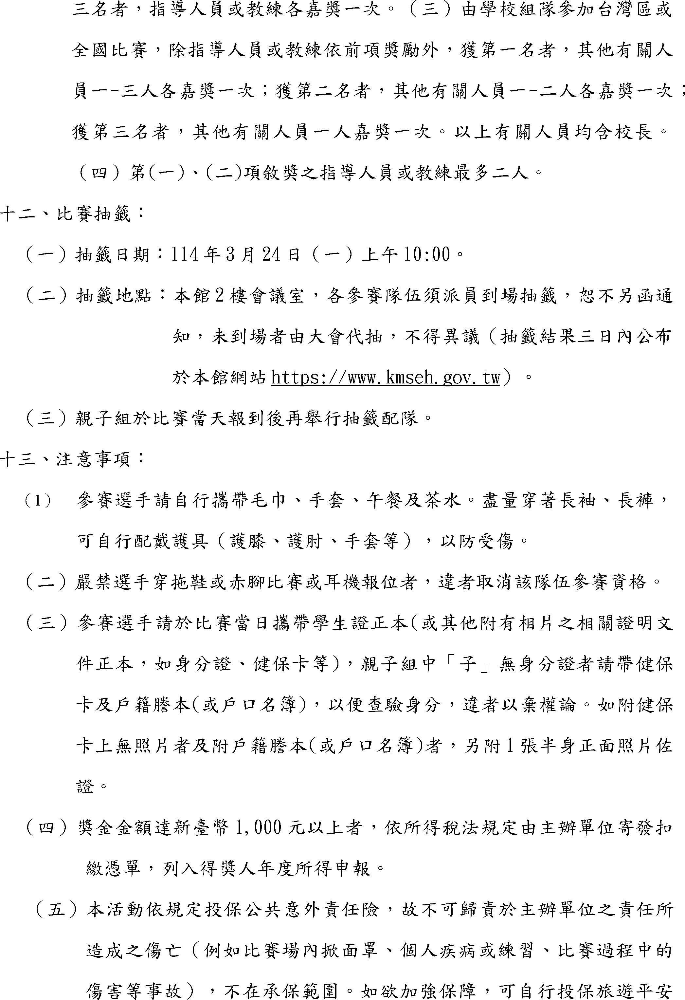 三名者，指導人員或教練各嘉獎一次。（三）由學校組隊參加台灣區或
全國比賽，除指導人員或教練依前項獎勵外，獲第一名者，其他有關人
員一-三人各嘉獎一次；獲第二名者，其他有關人員一-二人各嘉獎一次；
獲第三名者，其他有關人員一人嘉獎一次。以上有關人員均含校長。
（四）第(一)、(二)項敘獎之指導人員或教練最多二人。
十二、比賽抽籤：
（一）抽籤日期：114 年 3 月 24 日（一）上午 10:00。
（二）抽籤地點：本館 2 樓會議室，各參賽隊伍須派員到場抽籤，恕不另函通
知，未到場者由大會代抽，不得異議（抽籤結果三日內公布
於本館網站 https://www.kmseh.gov.tw）。
（三）親子組於比賽當天報到後再舉行抽籤配隊。
十三、注意事項：
(1) 參賽選手請自行攜帶毛巾、手套、午餐及茶水。盡量穿著長袖、長褲，
可自行配戴護具（護膝、護肘、手套等），以防受傷。
（二）嚴禁選手穿拖鞋或赤腳比賽或耳機報位者，違者取消該隊伍參賽資格。
（三）參賽選手請於比賽當日攜帶學生證正本(或其他附有相片之相關證明文
件正本，如身分證、健保卡等)，親子組中「子」無身分證者請帶健保
卡及戶籍謄本(或戶口名簿)，以便查驗身分，違者以棄權論。如附健保
卡上無照片者及附戶籍謄本(或戶口名簿)者，另附 1 張半身正面照片佐
證。
（四）獎金金額達新臺幣 1,000 元以上者，依所得稅法規定由主辦單位寄發扣
繳憑單，列入得獎人年度所得申報。
（五）本活動依規定投保公共意外責任險，故不可歸責於主辦單位之責任所
造成之傷亡（例如比賽場內掀面罩、個人疾病或練習、比賽過程中的
傷害等事故），不在承保範圍。如欲加強保障，可自行投保旅遊平安